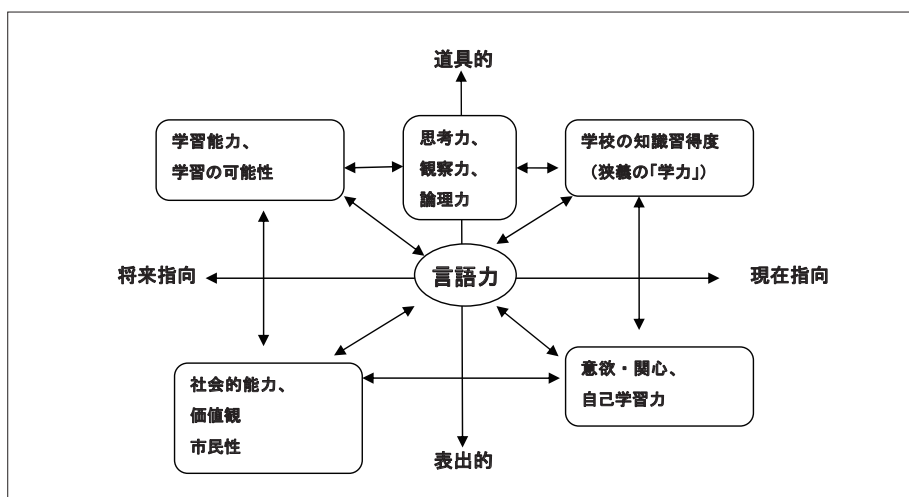 道具的
学習能力、
学習の可能性
思考力、
観察力、
論理力
学校の知識習得度
（狭義の「学力」）
将来指向
言語力
現在指向
社会的能力、
価値観
市民性
意欲・関心、
自己学習力
表出的